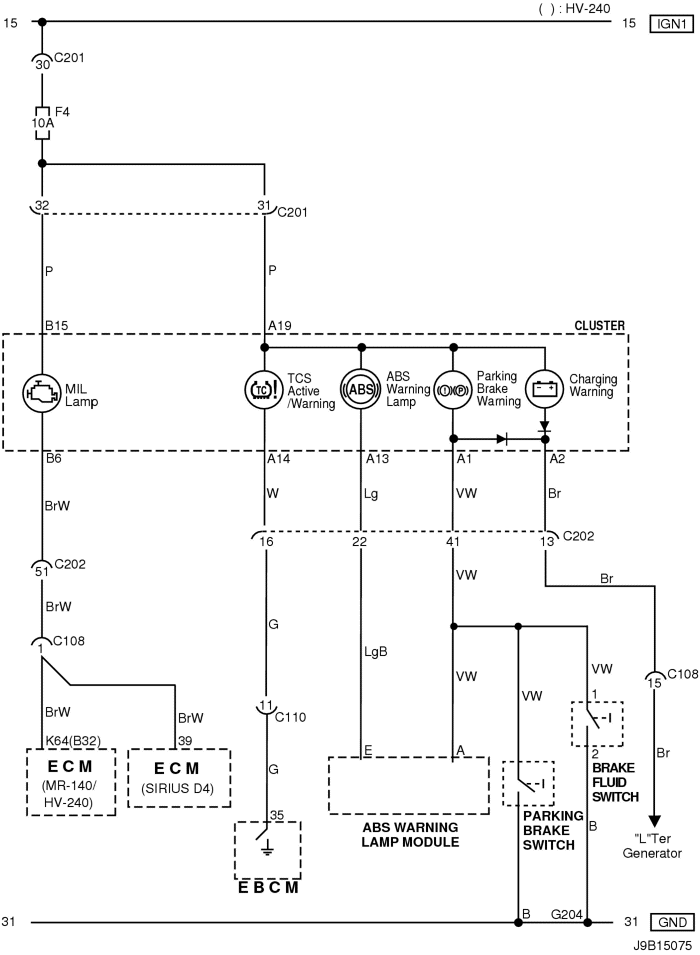 ( ) : HV-240
15
15 IGN1
C201
30
F4
10A
32
31
C201
P
P
B15
A19
CLUSTER
MIL
Lamp
TC
!
TCS
Active
/Warning
ABS
ABS
Warning
Lamp
(!)(P)
Parking
Brake
Warning
Charging
Warning
B6
A14
A13
A1
A2
BrW
W
Lg
VW
Br
16
22
41
13
C202
51
C202
VW
Br
BrW
G
LgB
1
C108
VW
VW
VW
15
C108
BrW
BrW
11
C110
1
K64(B32)
39
G
E
A
2
Br
E C M
(MR-140/
HV-240)
E C M
(SIRIUS D4)
BRAKE
FLUID
SWITCH
35
E B C M
ABS WARNING
LAMP MODULE
PARKING
BRAKE
SWITCH
B
"L"Ter
Generator
31
B
G204
31 GND
J9B15075